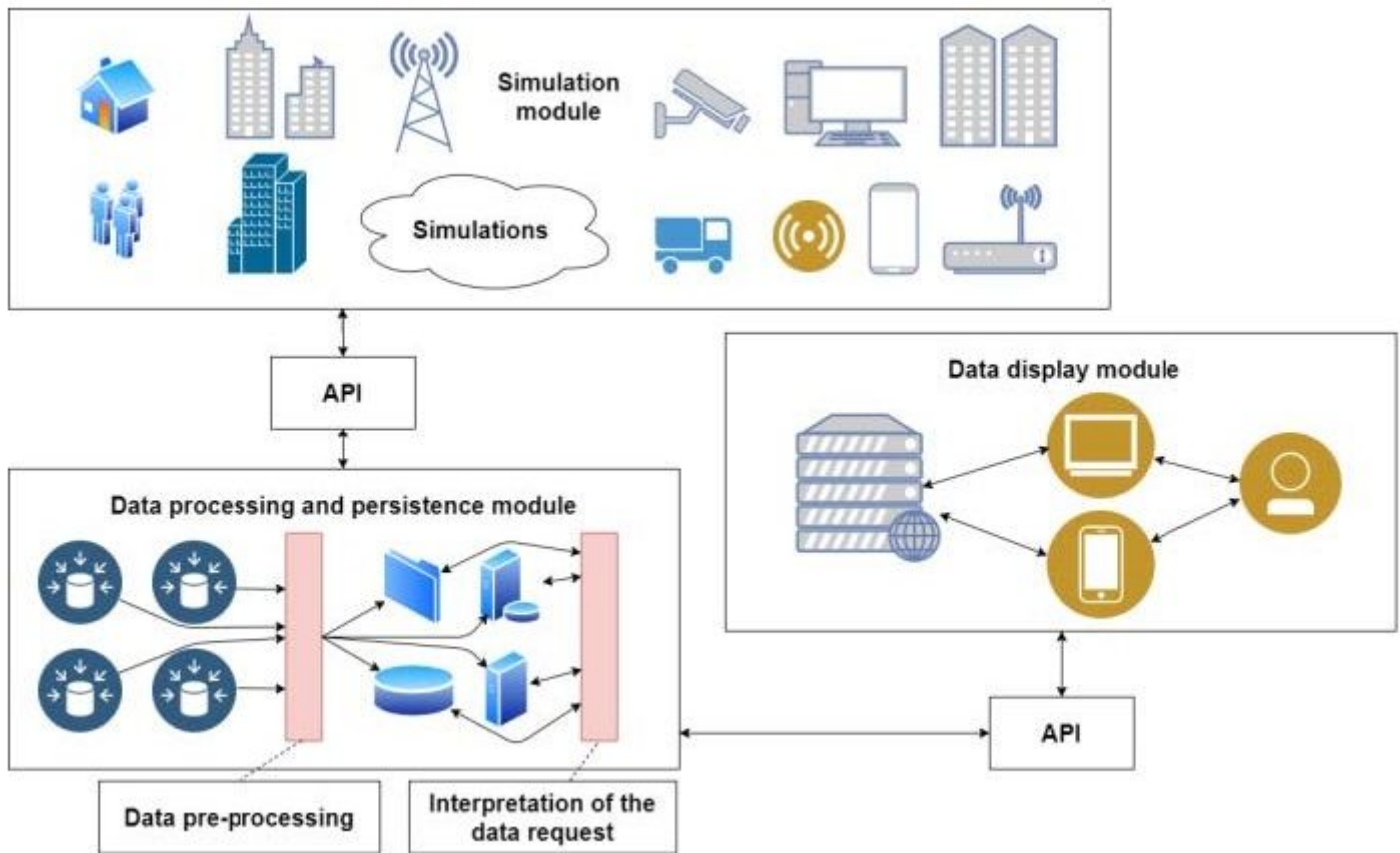 Simulation
module
Simulations
API
Data display module
Data processing and persistence module
API
Data pre-processing
Interpretation of the
data request